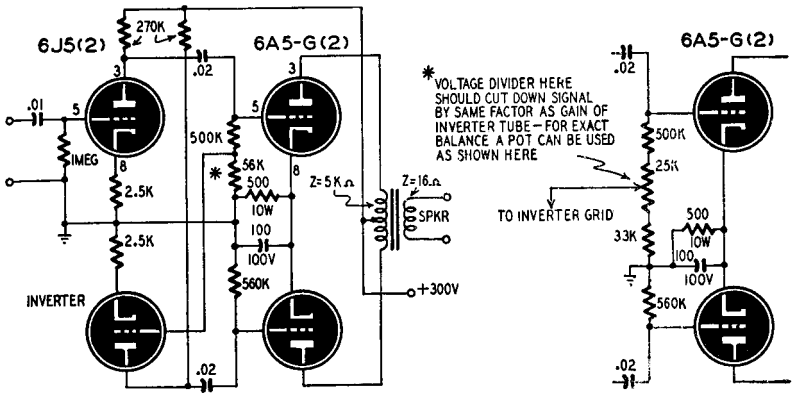 270K
6J5(2)
6A5-G(2)
.02
3
3
.01
5
5
1MEG
500K
8
8
2.5K
56K
*
500
10W
Z=5KΩ
Z=16Ω
SPKR
2.5K
100
100V
560K
INVERTER
+300V
.02
*VOLTAGE DIVIDER HERE
SHOULD CUT DOWN SIGNAL
BY SAME FACTOR AS GAIN OF
INVERTER TUBE-FOR EXACT
BALANCE A POT CAN BE USED
AS SHOWN HERE
6A5-G(2)
.02
500K
25K
TO INVERTER GRID
33K
500
10W
100
100V
560K
.02